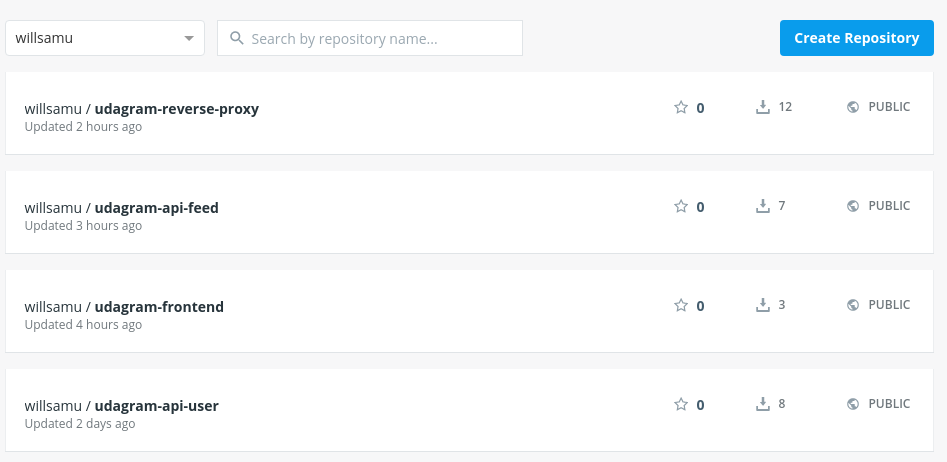 willsamu
Search by repository name...
Create Repository
willsamu / udagram-reverse-proxy
Updated 2 hours ago
0
12
PUBLIC
willsamu / udagram-api-feed
Updated 3 hours ago
0
7
PUBLIC
willsamu / udagram-frontend
Updated 4 hours ago
0
3
PUBLIC
willsamu / udagram-api-user
Updated 2 days ago
0
8
PUBLIC